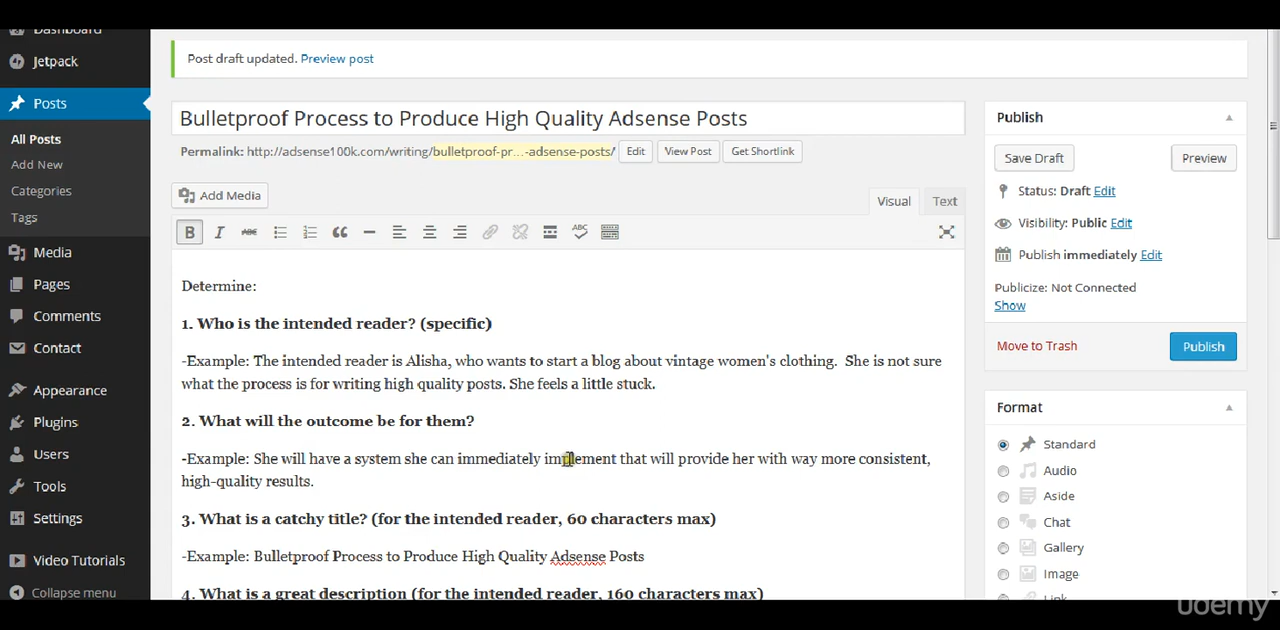 Dashboard
Jetpack
Posts
All Posts
Add New
Categories
Tags
Media
Pages
Comments
Contact
Appearance
Plugins
Users
Tools
Settings
Video Tutorials
Collapse menu
Post draft updated. Preview post
Bulletproof Process to Produce High Quality Adsense Posts
Permalink: http://adsense100k.com/writing/bulletproof-pr...-adsense-posts/ Edit View Post Get Shortlink
Add Media
Visual Text
B I ABC ABC
Determine:
1. Who is the intended reader? (specific)
-Example: The intended reader is Alisha, who wants to start a blog about vintage women's clothing.  She is not sure
what the process is for writing high quality posts. She feels a little stuck.
2. What will the outcome be for them?
-Example: She will have a system she can immediately implement that will provide her with way more consistent,
high-quality results.
3. What is a catchy title? (for the intended reader, 60 characters max)
-Example: Bulletproof Process to Produce High Quality Adsense Posts
4. What is a great description (for the intended reader, 160 characters max)
Publish
Save Draft Preview
Status: Draft Edit
Visibility: Public Edit
Publish immediately Edit
Publicize: Not Connected
Show
Move to Trash Publish
Format
Standard
Audio
Aside
Chat
Gallery
Image
Link
udemy